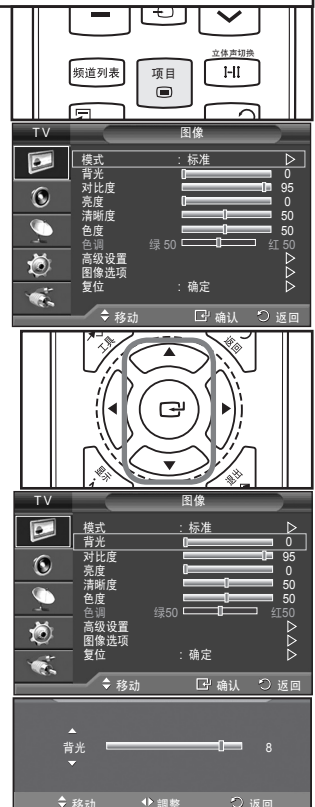 立体声切换
频道列表 项目 I-II
TV 图像
模式 : 标准
背光 0
对比度 95
亮度 0
清晰度 50
色度 50
色调 绿 50 红 50
高级设置
图像选项
复位 : 确定
移动 确认 返回
工具 返回
显示 退出
TV 图像
模式 : 标准
背光 0
对比度 95
亮度 0
清晰度 50
色度 50
色调 绿50 红50
高级设置
图像选项
复位 : 确定
移动 确认 返回
背光 8
移动 調整 返回